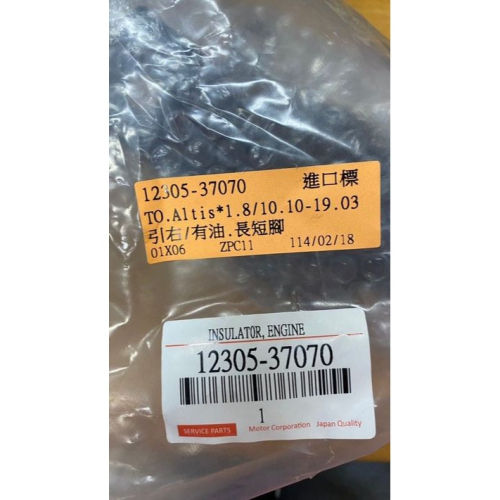 12305-37070 進口標
TO.Altis*1.8/10.10-19.03
引右/有油.長短腳
01X06 ZPC11 114/02/18
INSULATOR, ENGINE
12305-37070
1
SERVICE PARTS Motor Corporation Japan Quality